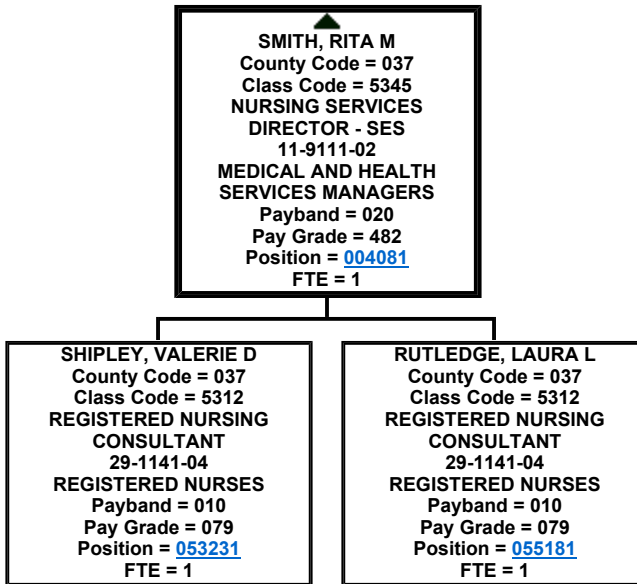 SMITH, RITA M
County Code = 037
Class Code = 5345
NURSING SERVICES
DIRECTOR - SES
11-9111-02
MEDICAL AND HEALTH
SERVICES MANAGERS
Payband = 020
Pay Grade = 482
Position = 004081
FTE = 1
SHIPLEY, VALERIE D
County Code = 037
Class Code = 5312
REGISTERED NURSING
CONSULTANT
29-1141-04
REGISTERED NURSES
Payband = 010
Pay Grade = 079
Position = 053231
FTE = 1
RUTLEDGE, LAURA L
County Code = 037
Class Code = 5312
REGISTERED NURSING
CONSULTANT
29-1141-04
REGISTERED NURSES
Payband = 010
Pay Grade = 079
Position = 055181
FTE = 1